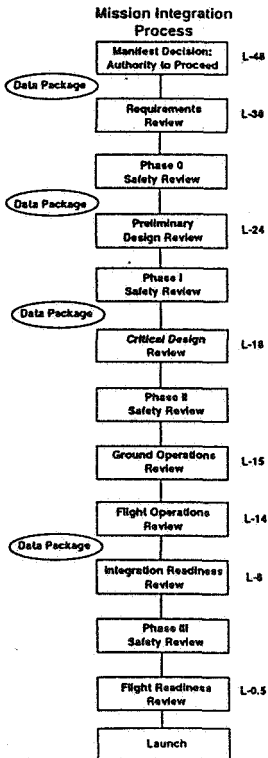 Mission Integration
Process
Manifest Decision:
Authority to Proceed
L-48
Data Package
Requirements
Review
L-36
Phase 0
Safety Review
Data Package
Preliminary
Design Review
L-24
Phase I
Safety Review
Data Package
Critical Design
Review
L-18
Phase II
Safety Review
Ground Operations
Review
L-15
Flight Operations
Review
L-14
Data Package
Integration Readiness
Review
L-6
Phase III
Safety Review
Flight Readiness
Review
L-0.5
Launch